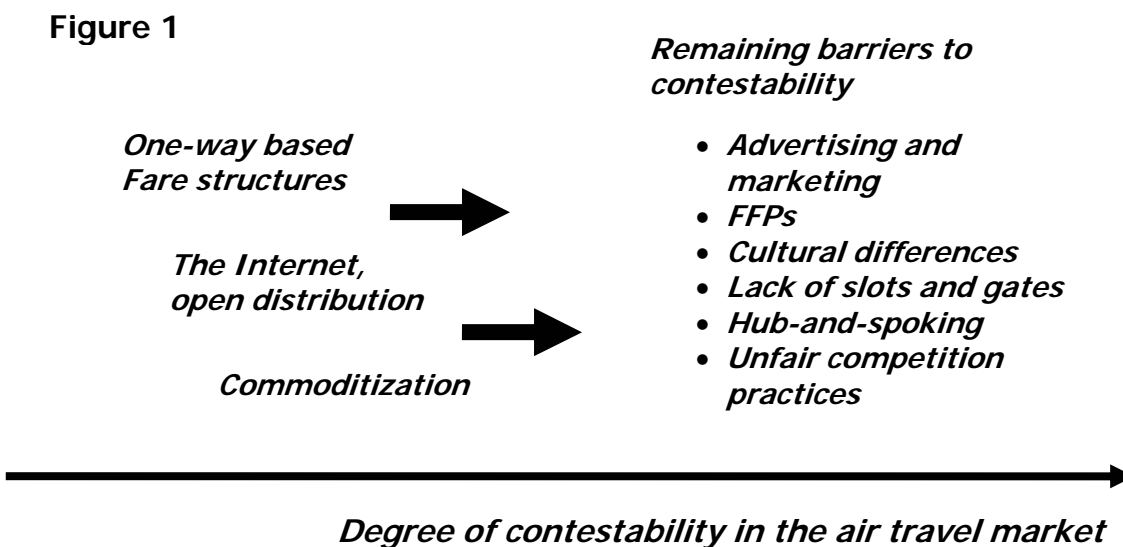 Figure 1
Remaining barriers to
contestability
One-way based
Fare structures
The Internet,
open distribution
Commoditization
• Advertising and
marketing
• FFPs
• Cultural differences
• Lack of slots and gates
• Hub-and-spoking
• Unfair competition
practices
Degree of contestability in the air travel market